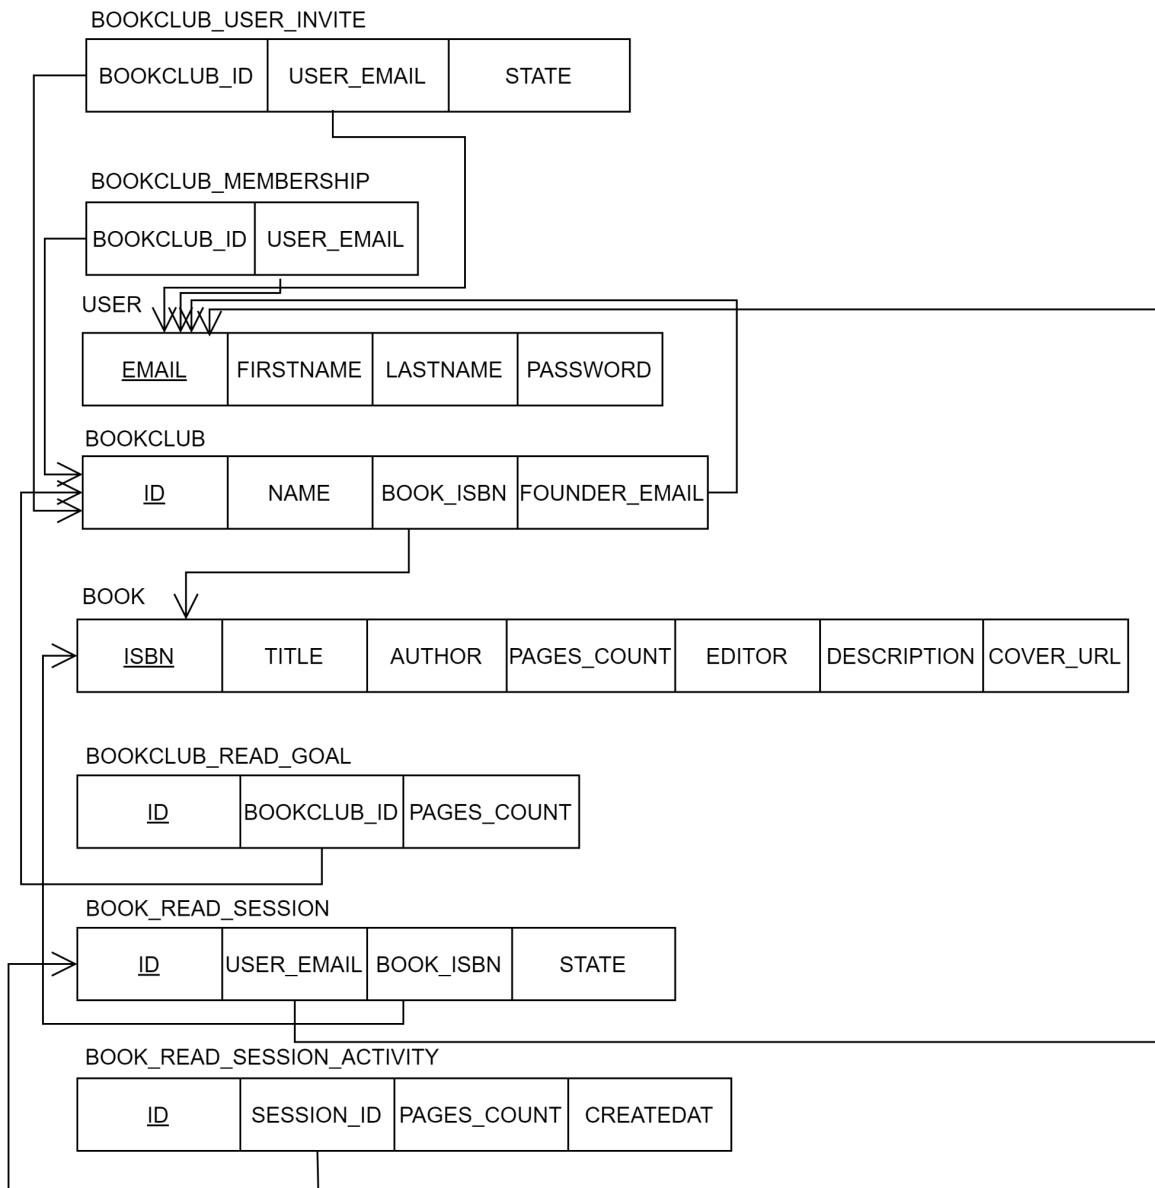 BOOKCLUB_USER_INVITE
BOOKCLUB_ID USER_EMAIL STATE
BOOKCLUB_MEMBERSHIP
BOOKCLUB_ID USER_EMAIL
USER
EMAIL FIRSTNAME LASTNAME PASSWORD
BOOKCLUB
ID NAME BOOK_ISBN FOUNDER_EMAIL
BOOK
ISBN TITLE AUTHOR PAGES_COUNT EDITOR DESCRIPTION COVER_URL
BOOKCLUB_READ_GOAL
ID BOOKCLUB_ID PAGES_COUNT
BOOK_READ_SESSION
ID USER_EMAIL BOOK_ISBN STATE
BOOK_READ_SESSION_ACTIVITY
ID SESSION_ID PAGES_COUNT CREATEDAT